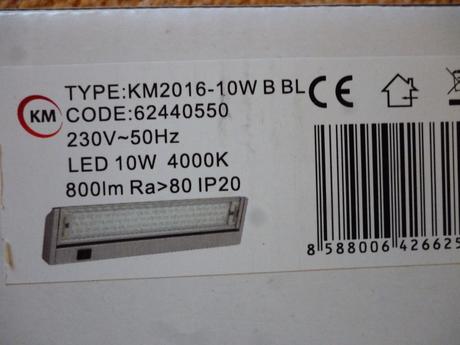 KM
TYPE:KM2016-10W B BL
CE
CODE:62440550
230V~50Hz
LED 10W 4000K
800lm Ra>80 IP20
8 588006 426625